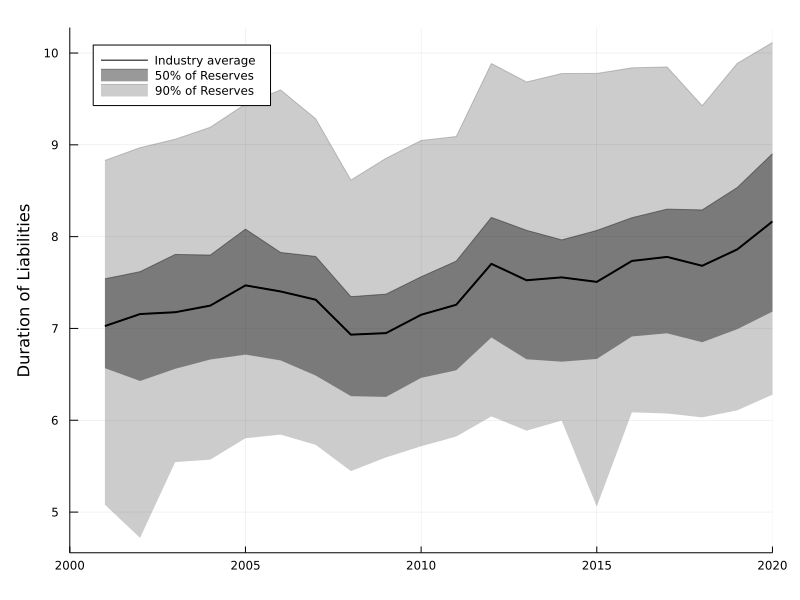 Industry average
50% of Reserves
90% of Reserves
Duration of Liabilities
10
9
8
7
6
5
2000 2005 2010 2015 2020